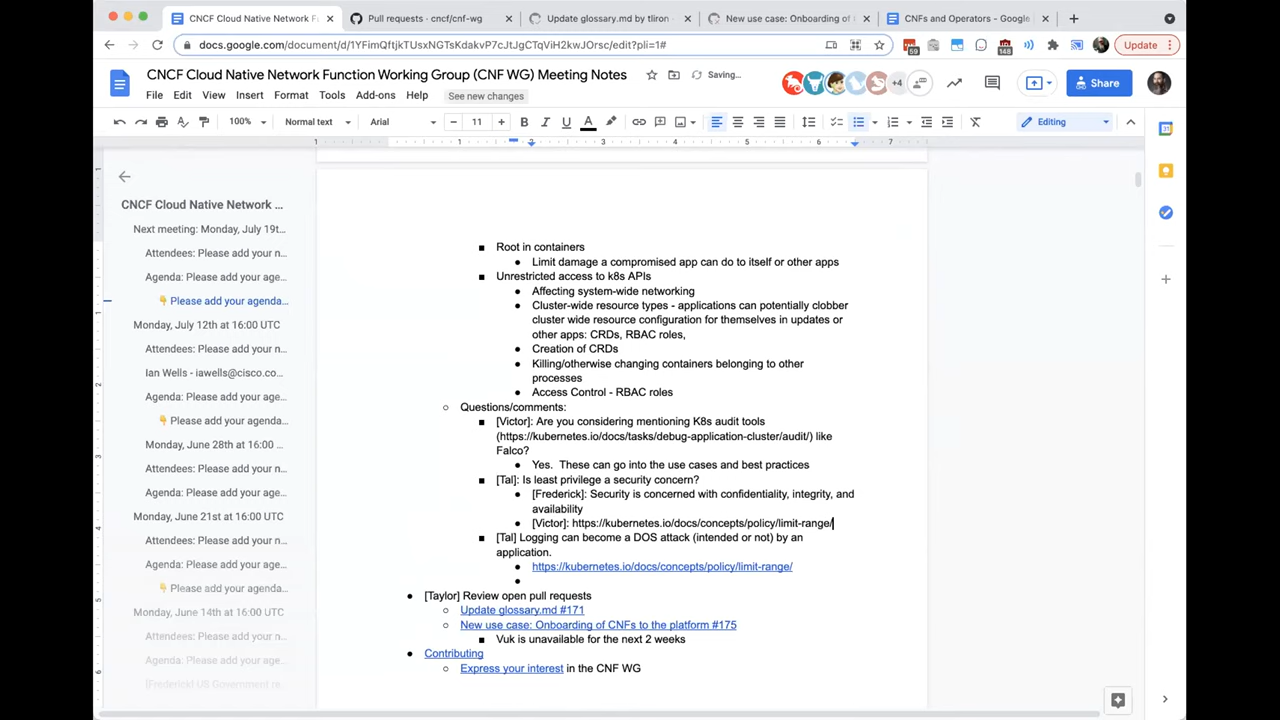 CNCF Cloud Native Network F
Pull requests · cncf/cnf-wg
Update glossary.md by tliron ·
New use case: Onboarding of
CNFs and Operators - Google
docs.google.com/document/d/1YFimQftjkTUsxNGTsKdakvP7cJtJgCTqViH2kwJOrsc/edit?pli=1#
69
148
Update
CNCF Cloud Native Network Function Working Group (CNF WG) Meeting Notes
Saving...
+4
Share
File Edit View Insert Format Tools Add-ons Help See new changes
100% Normal text Arial 11 Editing
1 1 2 3 4 5 6 7
CNCF Cloud Native Network ...
Next meeting: Monday, July 19t...
Attendees: Please add your n...
Agenda: Please add your age...
👇 Please add your agenda...
Monday, July 12th at 16:00 UTC
Attendees: Please add your n...
Ian Wells - iawells@cisco.co...
Agenda: Please add your age...
👇 Please add your agenda...
Monday, June 28th at 16:00 ...
Attendees: Please add your n...
Agenda: Please add your age...
Monday, June 21st at 16:00 ...
Attendees: Please add your n...
Agenda: Please add your age...
👇 Please add your agenda...
Monday, June 14th at 16:00 ...
Attendees: Please add your n...
Agenda: Please add your age...
[Frederick] US Government re...
Root in containers
Limit damage a compromised app can do to itself or other apps
Unrestricted access to k8s APIs
Affecting system-wide networking
Cluster-wide resource types - applications can potentially clobber
cluster wide resource configuration for themselves in updates or
other apps: CRDs, RBAC roles,
Creation of CRDs
Killing/otherwise changing containers belonging to other
processes
Access Control - RBAC roles
Questions/comments:
[Victor]: Are you considering mentioning K8s audit tools
(https://kubernetes.io/docs/tasks/debug-application-cluster/audit/) like
Falco?
Yes. These can go into the use cases and best practices
[Tal]: Is least privilege a security concern?
[Frederick]: Security is concerned with confidentiality, integrity, and
availability
[Victor]: https://kubernetes.io/docs/concepts/policy/limit-range/
[Tal] Logging can become a DOS attack (intended or not) by an
application.
https://kubernetes.io/docs/concepts/policy/limit-range/
[Taylor] Review open pull requests
Update glossary.md #171
New use case: Onboarding of CNFs to the platform #175
Vuk is unavailable for the next 2 weeks
Contributing
Express your interest in the CNF WG